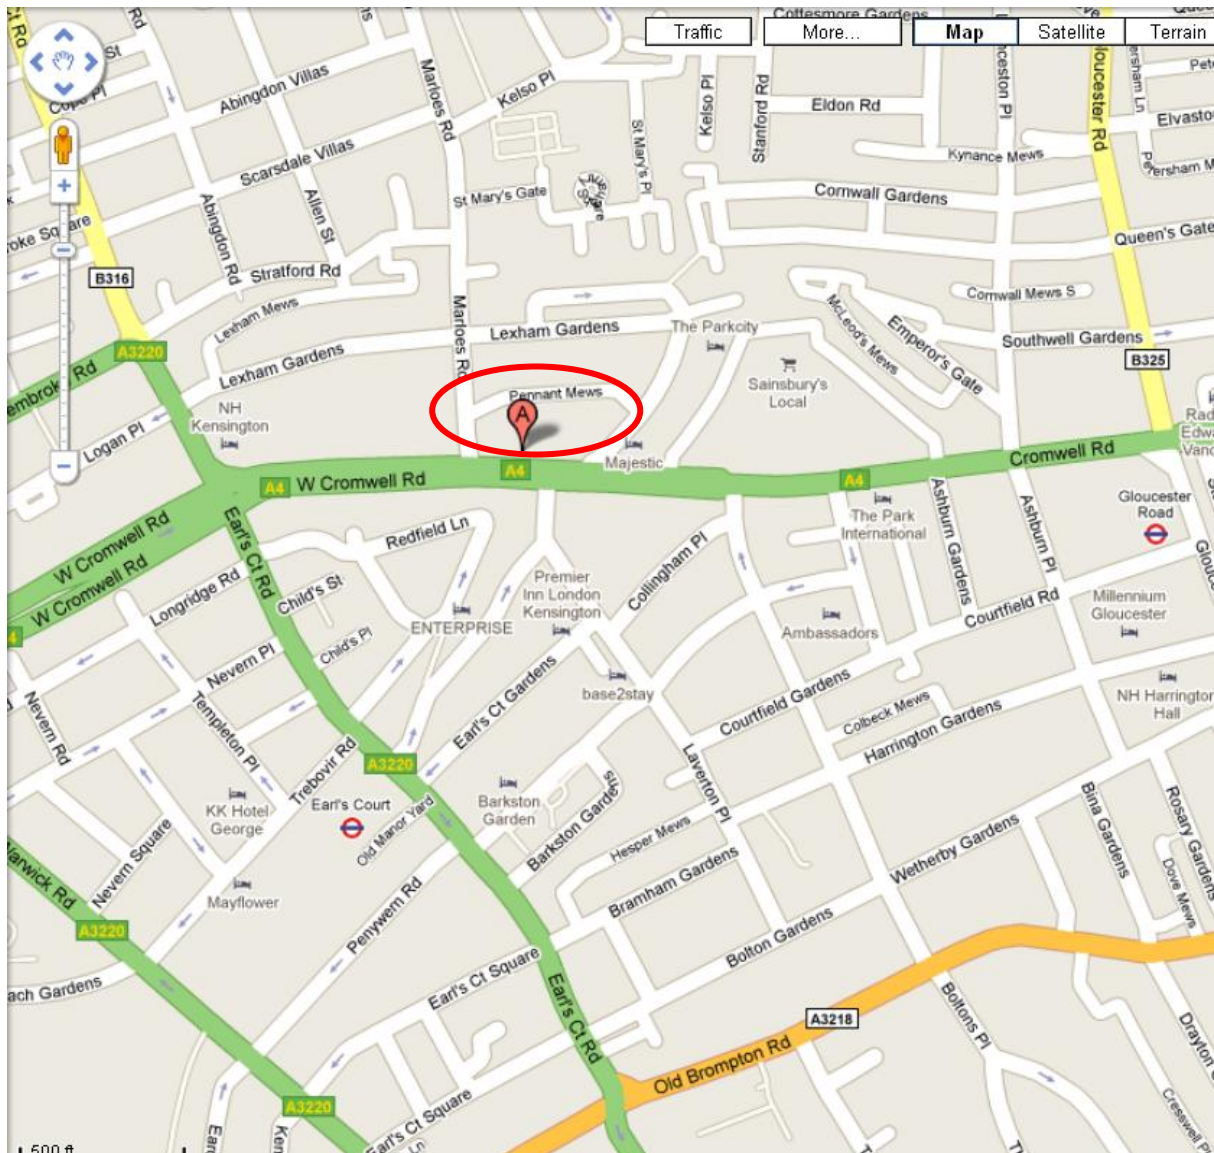 Cottesmore Gardens
Traffic
More...
Map
Satellite
Terrain
Rd
St
Abingdon Villas
Marloes Rd
Kelso Pl
Kelso Pl
Stanford Rd
Eldon Rd
Gloucester Rd
Elvasto
Scarsdale Villas
Allen St
Abingdon Rd
St Mary's Pl
St Mary's Gate
Kynance Mews
Cornwall Gardens
Queen's Gate
B316
Stratford Rd
Lexham Mews
Marloes Rd
Lexham Gardens
The Parkcity
McLeod's Mews
Emperor's Gate
Cornwall Mews S
Southwell Gardens
A3220
Lexham Gardens
B325
Pennant Mews
Sainsbury's
Local
NH
Kensington
Logan Pl
A
Majestic
A4
W Cromwell Rd
A4
A4
Cromwell Rd
Gloucester
Road
The Park
International
Ashburn Gardens
Ashburn Pl
W Cromwell Rd
W Cromwell Rd
Earl's Ct Rd
Redfield Ln
Collingham Pl
Longridge Rd
Child's St
Premier
Inn London
Kensington
ENTERPRISE
Courtfield Rd
Millennium
Gloucester
Ambassadors
Child's Pl
Nevern Pl
Nevern Rd
Templeton Pl
Earl's Ct Gardens
base2stay
Courtfield Gardens
Colbeck Mews
Harrington Gardens
NH Harrington
Hall
Trebovir Rd
A3220
Laverton Pl
KK Hotel
George
Earl's Court
Old Manor Yard
Barkston
Garden
Barkston Gardens
Hesper Mews
Bina Gardens
Rosary Gardens
Wetherby Gardens
Dove Mews
Nevern Square
Warwick Rd
Mayflower
Bramham Gardens
A3220
Penywern Rd
Bolton Gardens
Earl's Ct Square
ach Gardens
Earl's Ct Rd
A3218
Boltons Pl
Drayton
Old Brompton Rd
A3220
Earl's Ct Square
Cresswell P
500 ft